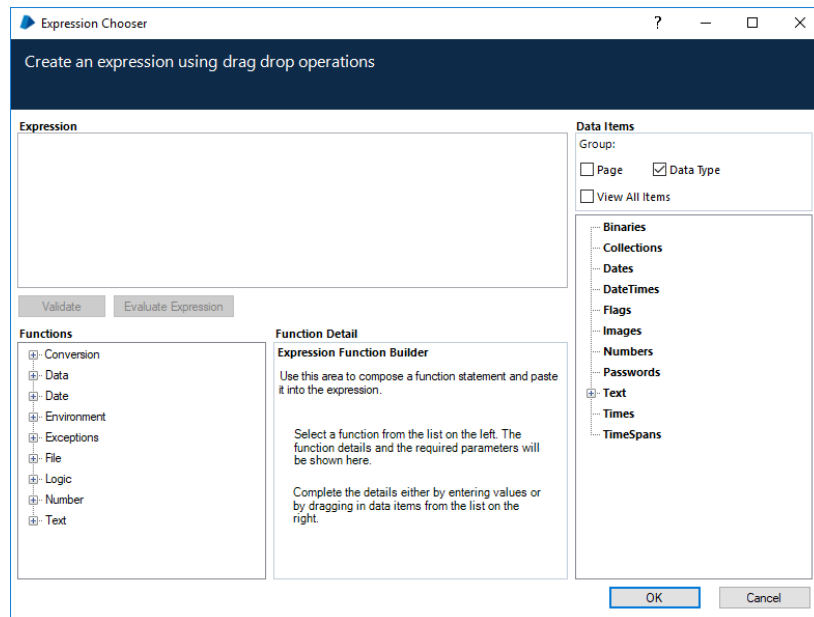 Expression Chooser
?
Create an expression using drag drop operations
Expression
Validate
Evaluate Expression
Functions
Conversion
Data
Date
Environment
Exceptions
File
Logic
Number
Text
Function Detail
Expression Function Builder
Use this area to compose a function statement and paste
it into the expression.
Select a function from the list on the left. The
function details and the required parameters will
be shown here.
Complete the details either by entering values or
by dragging in data items from the list on the
right.
Data Items
Group:
Page
Data Type
View All Items
Binaries
Collections
Dates
DateTimes
Flags
Images
Numbers
Passwords
Text
Times
TimeSpans
OK
Cancel